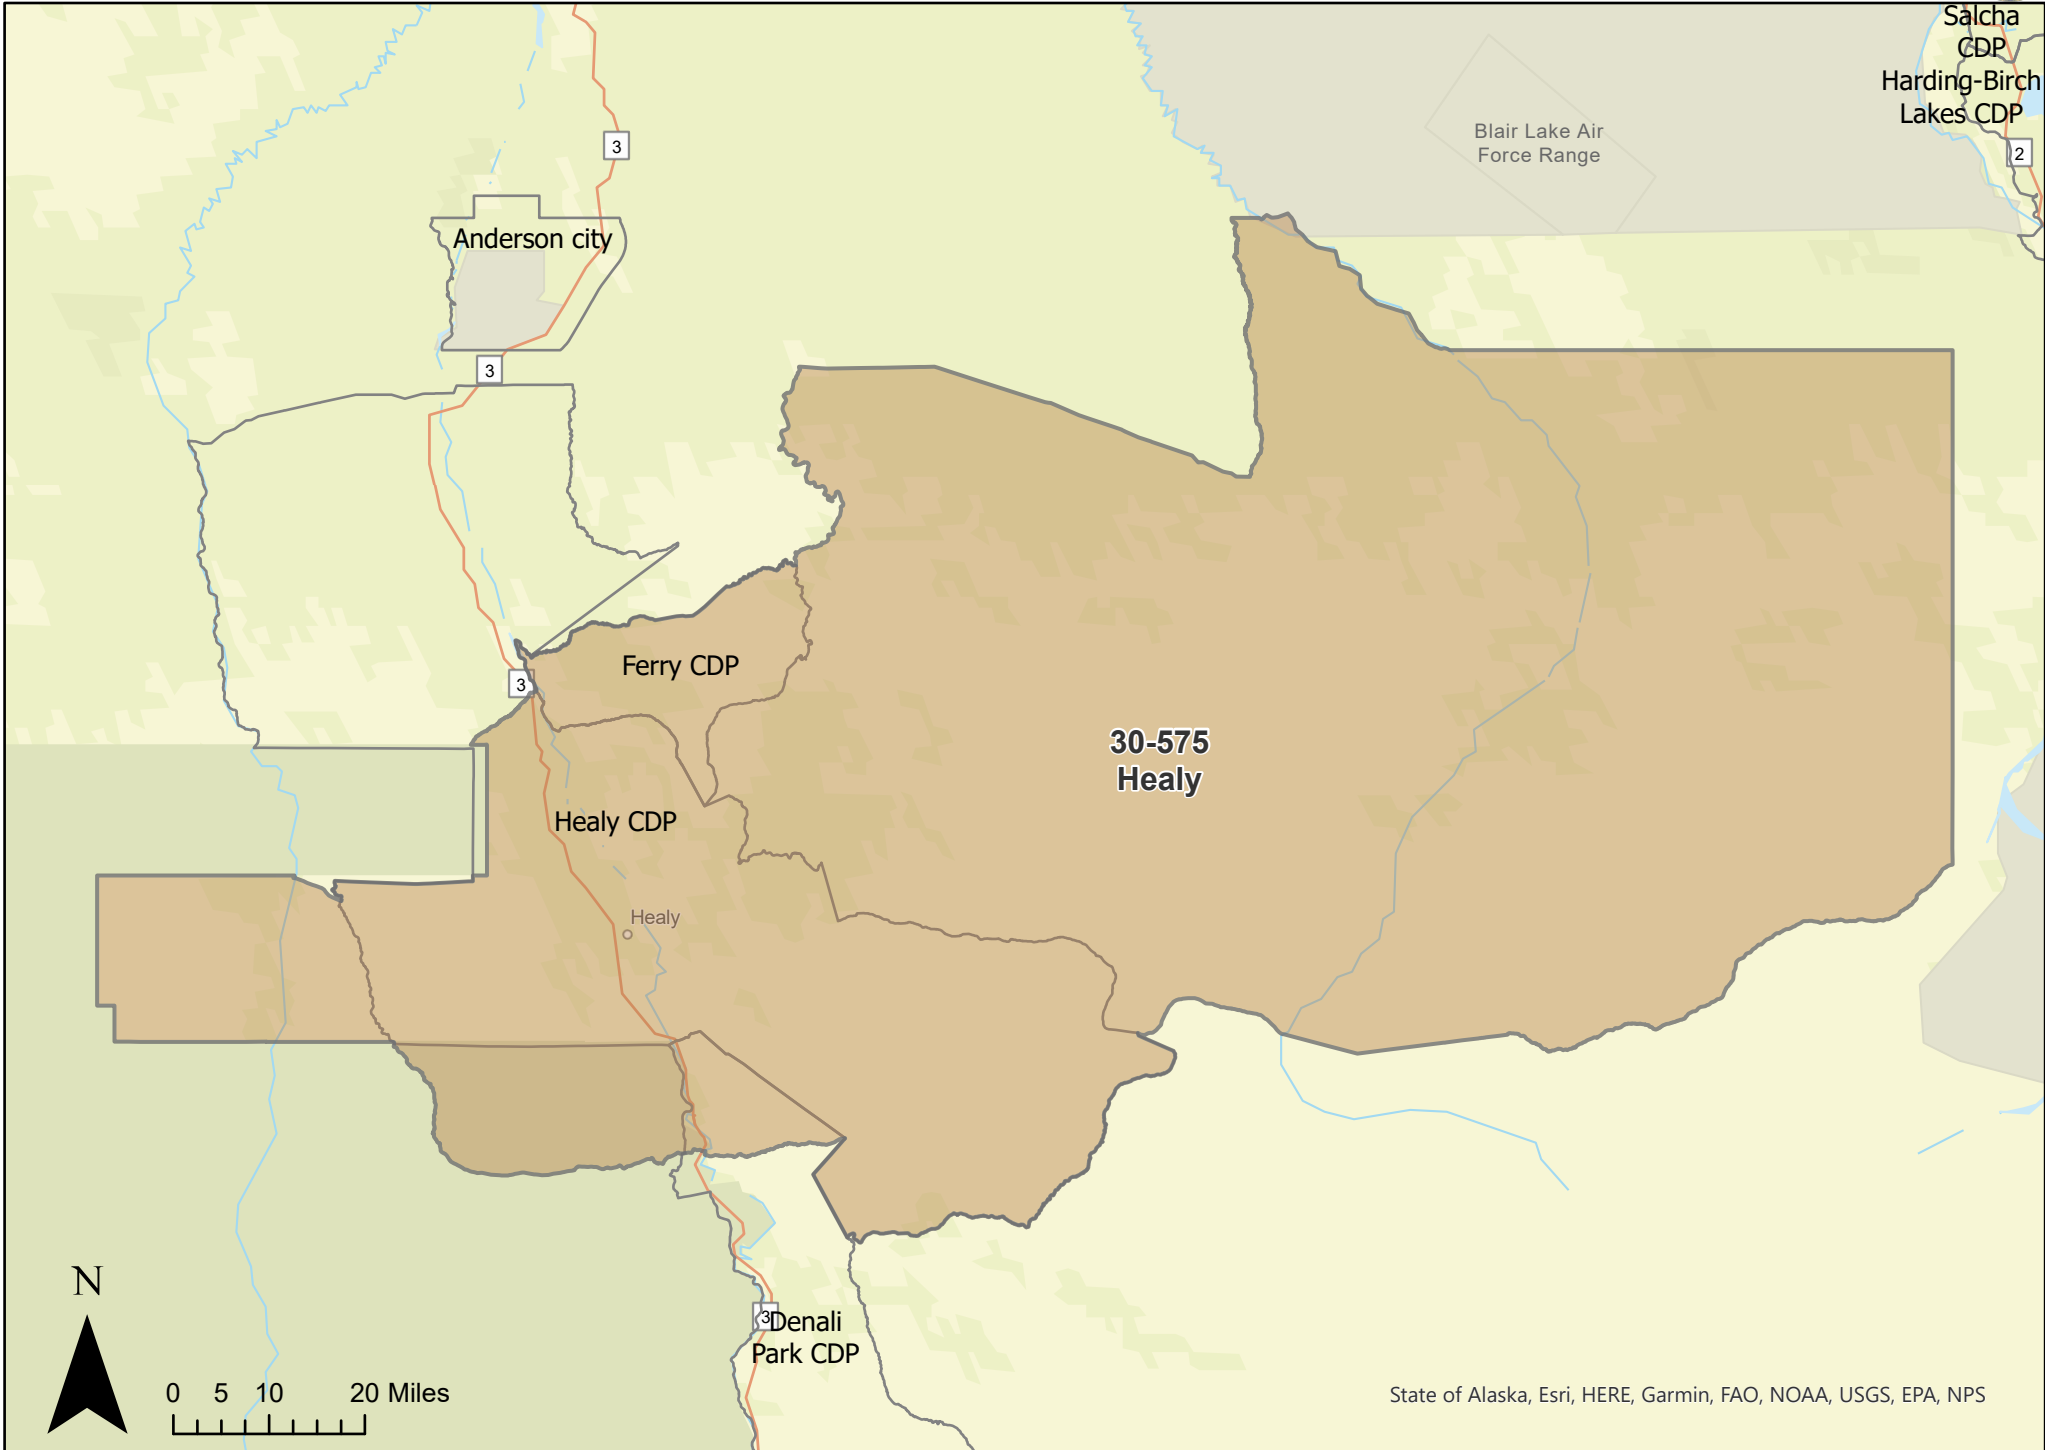 Salcha
CDP
Harding-Birch
Lakes CDP
2
Blair Lake Air
Force Range
3
Anderson city
3
Ferry CDP
3
30-575
Healy
Healy CDP
Healy
N
3
Denali
Park CDP
0 5 10 20 Miles
State of Alaska, Esri, HERE, Garmin, FAO, NOAA, USGS, EPA, NPS